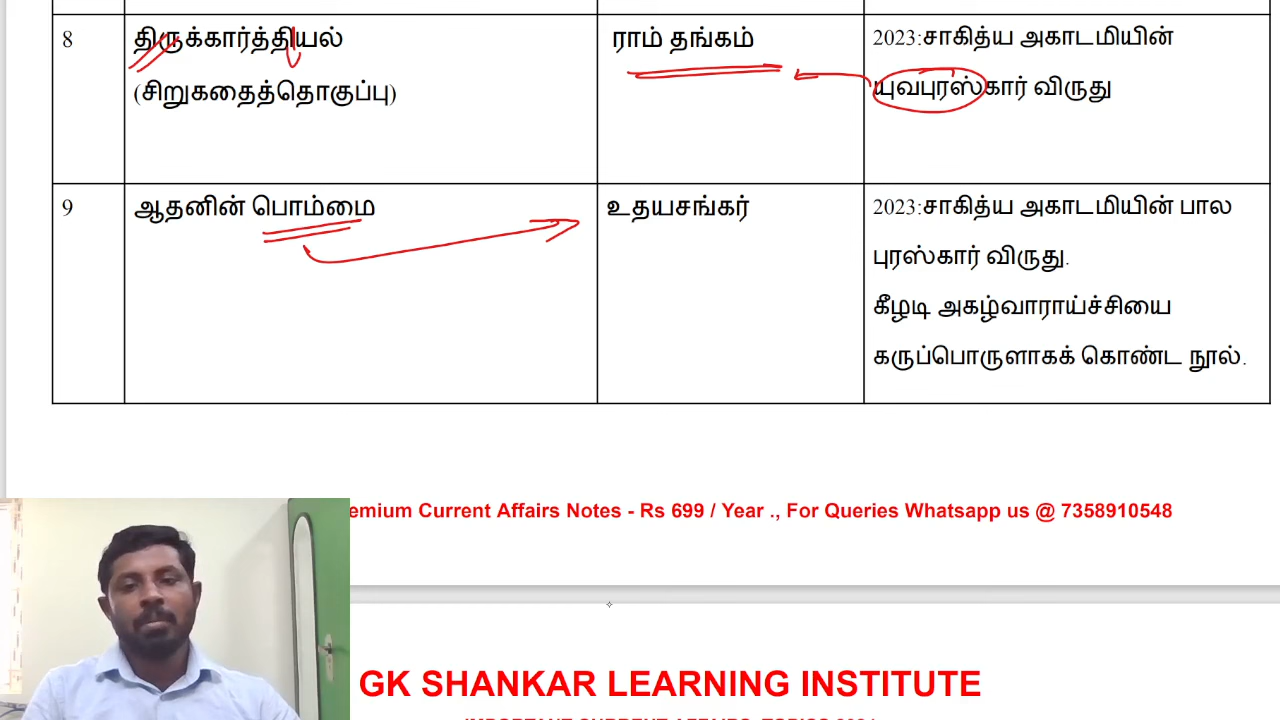 8 திருக்கார்த்தியல் ராம் தங்கம் 2023:சாகித்ய அகாடமியின்
(சிறுகதைத்தொகுப்பு) யுவபுரஸ்கார் விருது
9 ஆதனின் பொம்மை உதயசங்கர் 2023:சாகித்ய அகாடமியின் பால
புரஸ்கார் விருது.
கீழடி அகழ்வாராய்ச்சியை
கருப்பொருளாகக் கொண்ட நூல்.
emium Current Affairs Notes - Rs 699 / Year ., For Queries Whatsapp us @ 7358910548
GK SHANKAR LEARNING INSTITUTE